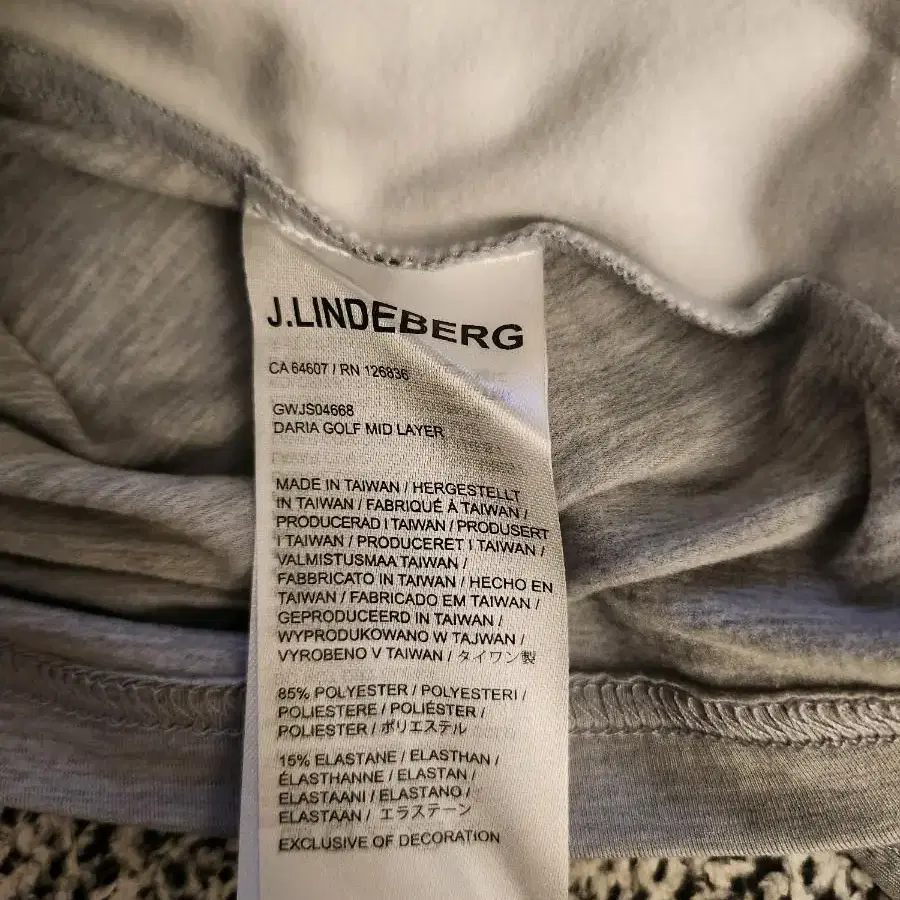 J.LINDEBERG
CA 64607 / RN 126836
GWJS04668
DARIA GOLF MID LAYER
MADE IN TAIWAN / HERGESTELLT
IN TAIWAN / FABRIQUÉ À TAIWAN /
PRODUCERAD I TAIWAN / PRODUSERT
I TAIWAN / PRODUCERET I TAIWAN /
VALMISTUSMAA TAIWAN /
FABBRICATO IN TAIWAN / HECHO EN
TAIWAN / FABRICADO EM TAIWAN /
GEPRODUCEERD IN TAIWAN /
WYPRODUKOWANO W TAJWAN /
VYROBENO V TAIWAN / タイワン製
85% POLYESTER / POLYESTERI /
POLIESTERE / POLIÉSTER /
POLIESTER / ポリエステル
15% ELASTANE / ELASTHAN /
ÉLASTHANNE / ELASTAN /
ELASTAANI / ELASTANO /
ELASTAAN / エラステーン
EXCLUSIVE OF DECORATION